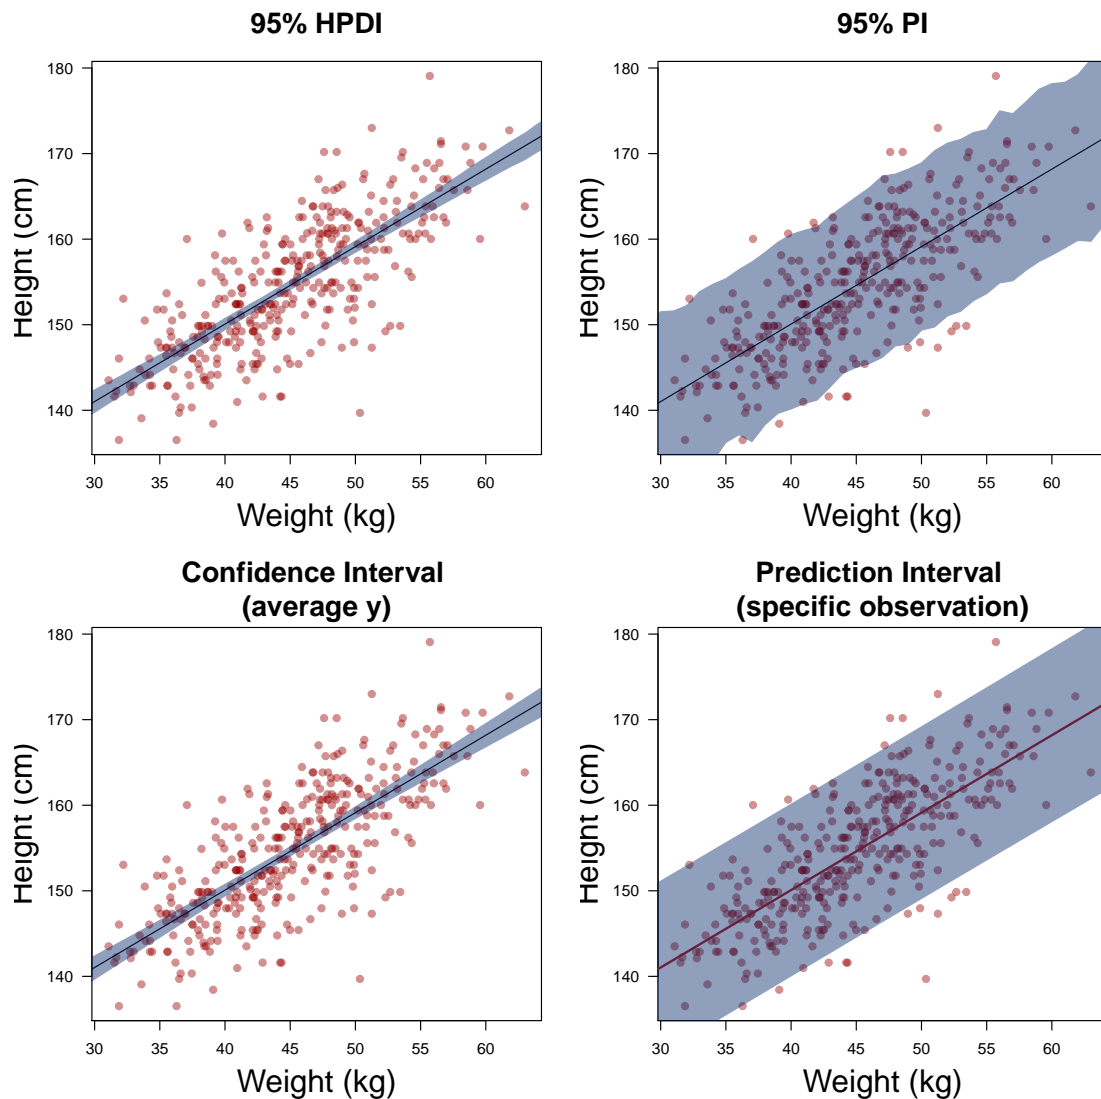 95% HPDI
180
170
160
150
140
30 35 40 45 50 55 60
Height (cm)
Weight (kg)
95% PI
180
170
160
150
140
30 35 40 45 50 55 60
Height (cm)
Weight (kg)
Confidence Interval
(average y)
180
170
160
150
140
30 35 40 45 50 55 60
Height (cm)
Weight (kg)
Prediction Interval
(specific observation)
180
170
160
150
140
30 35 40 45 50 55 60
Height (cm)
Weight (kg)